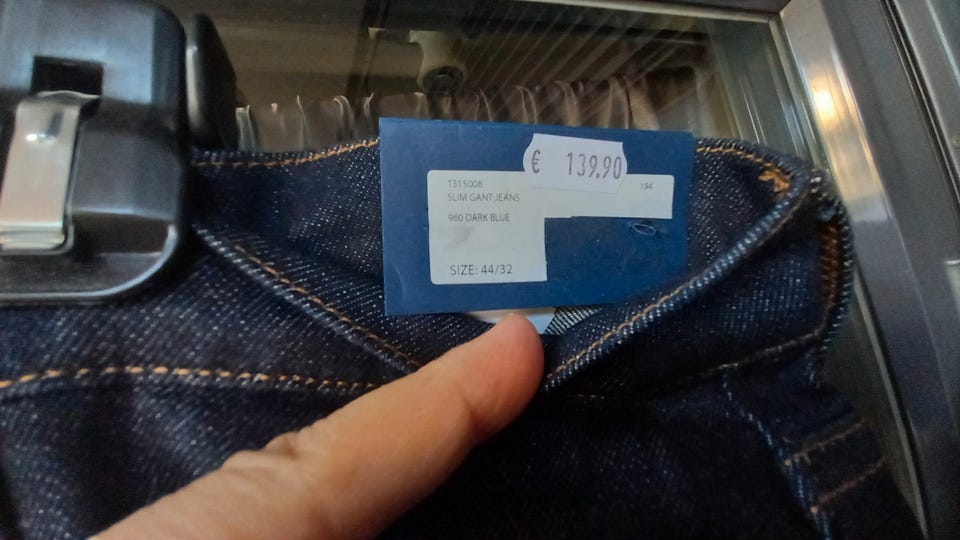 € 139.90
1315008
194
SLIM GANT JEANS
960 DARK BLUE
SIZE: 44/32